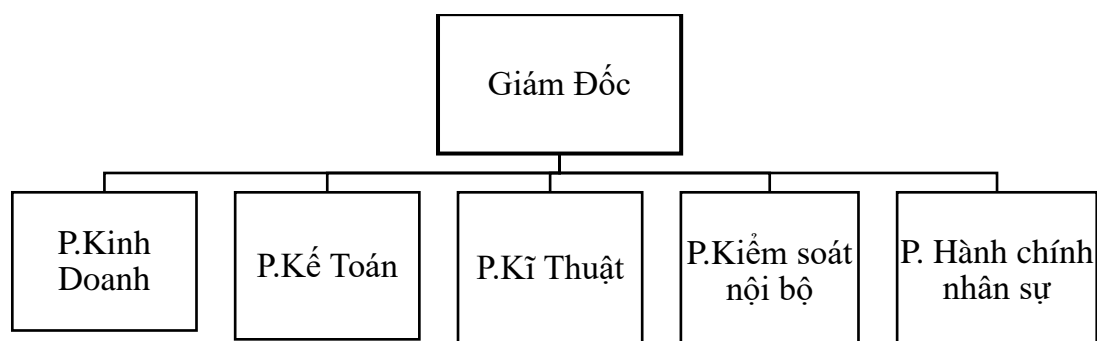 Giám Đốc
P.Kinh
Doanh
P.Kế Toán
P.Kĩ Thuật
P.Kiểm soát
nội bộ
P. Hành chính
nhân sự